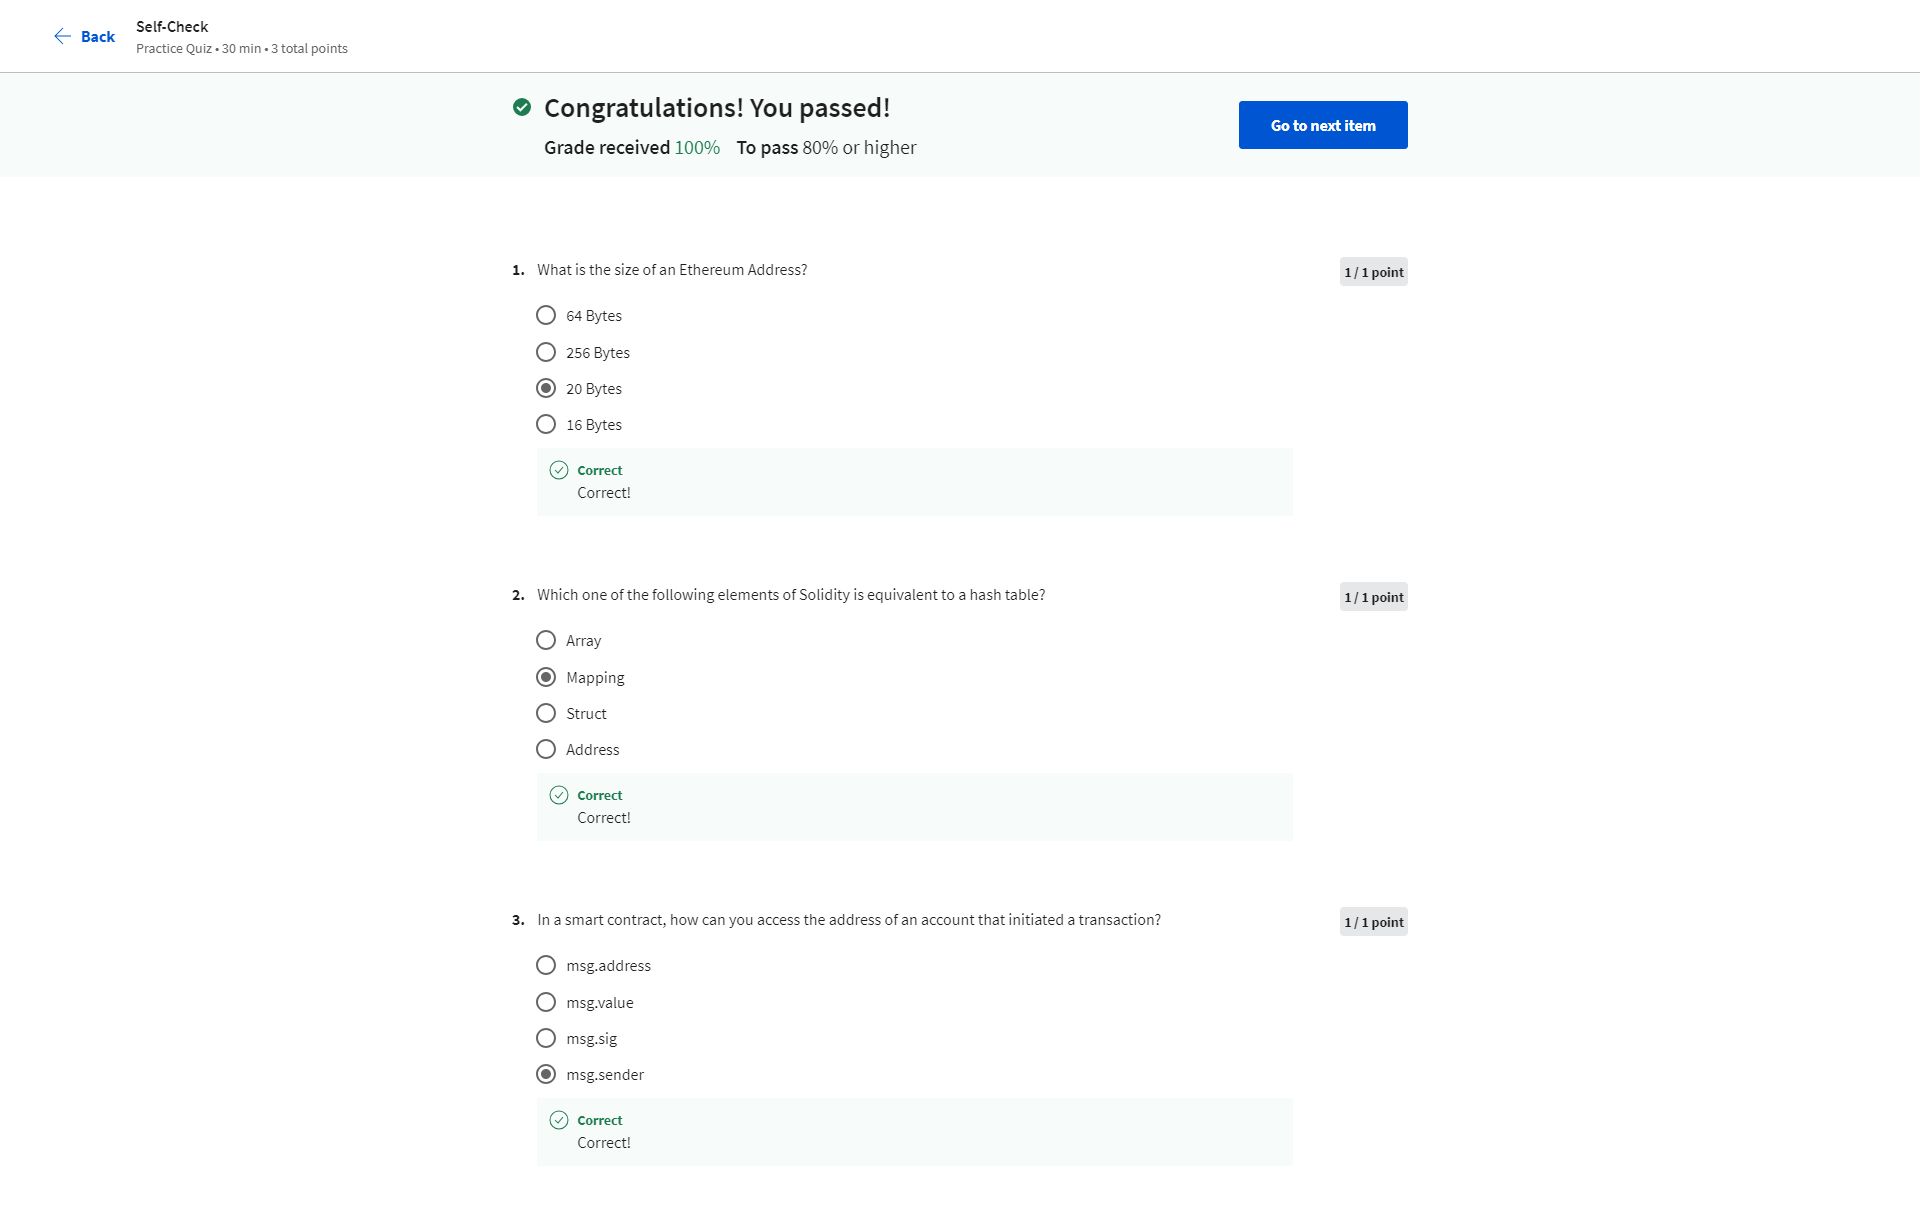 Back
Self-Check
Practice Quiz • 30 min • 3 total points
Congratulations! You passed!
Grade received 100% To pass 80% or higher
Go to next item
1. What is the size of an Ethereum Address?
1 / 1 point
64 Bytes
256 Bytes
20 Bytes
16 Bytes
Correct
Correct!
2. Which one of the following elements of Solidity is equivalent to a hash table?
1 / 1 point
Array
Mapping
Struct
Address
Correct
Correct!
3. In a smart contract, how can you access the address of an account that initiated a transaction?
1 / 1 point
msg.address
msg.value
msg.sig
msg.sender
Correct
Correct!